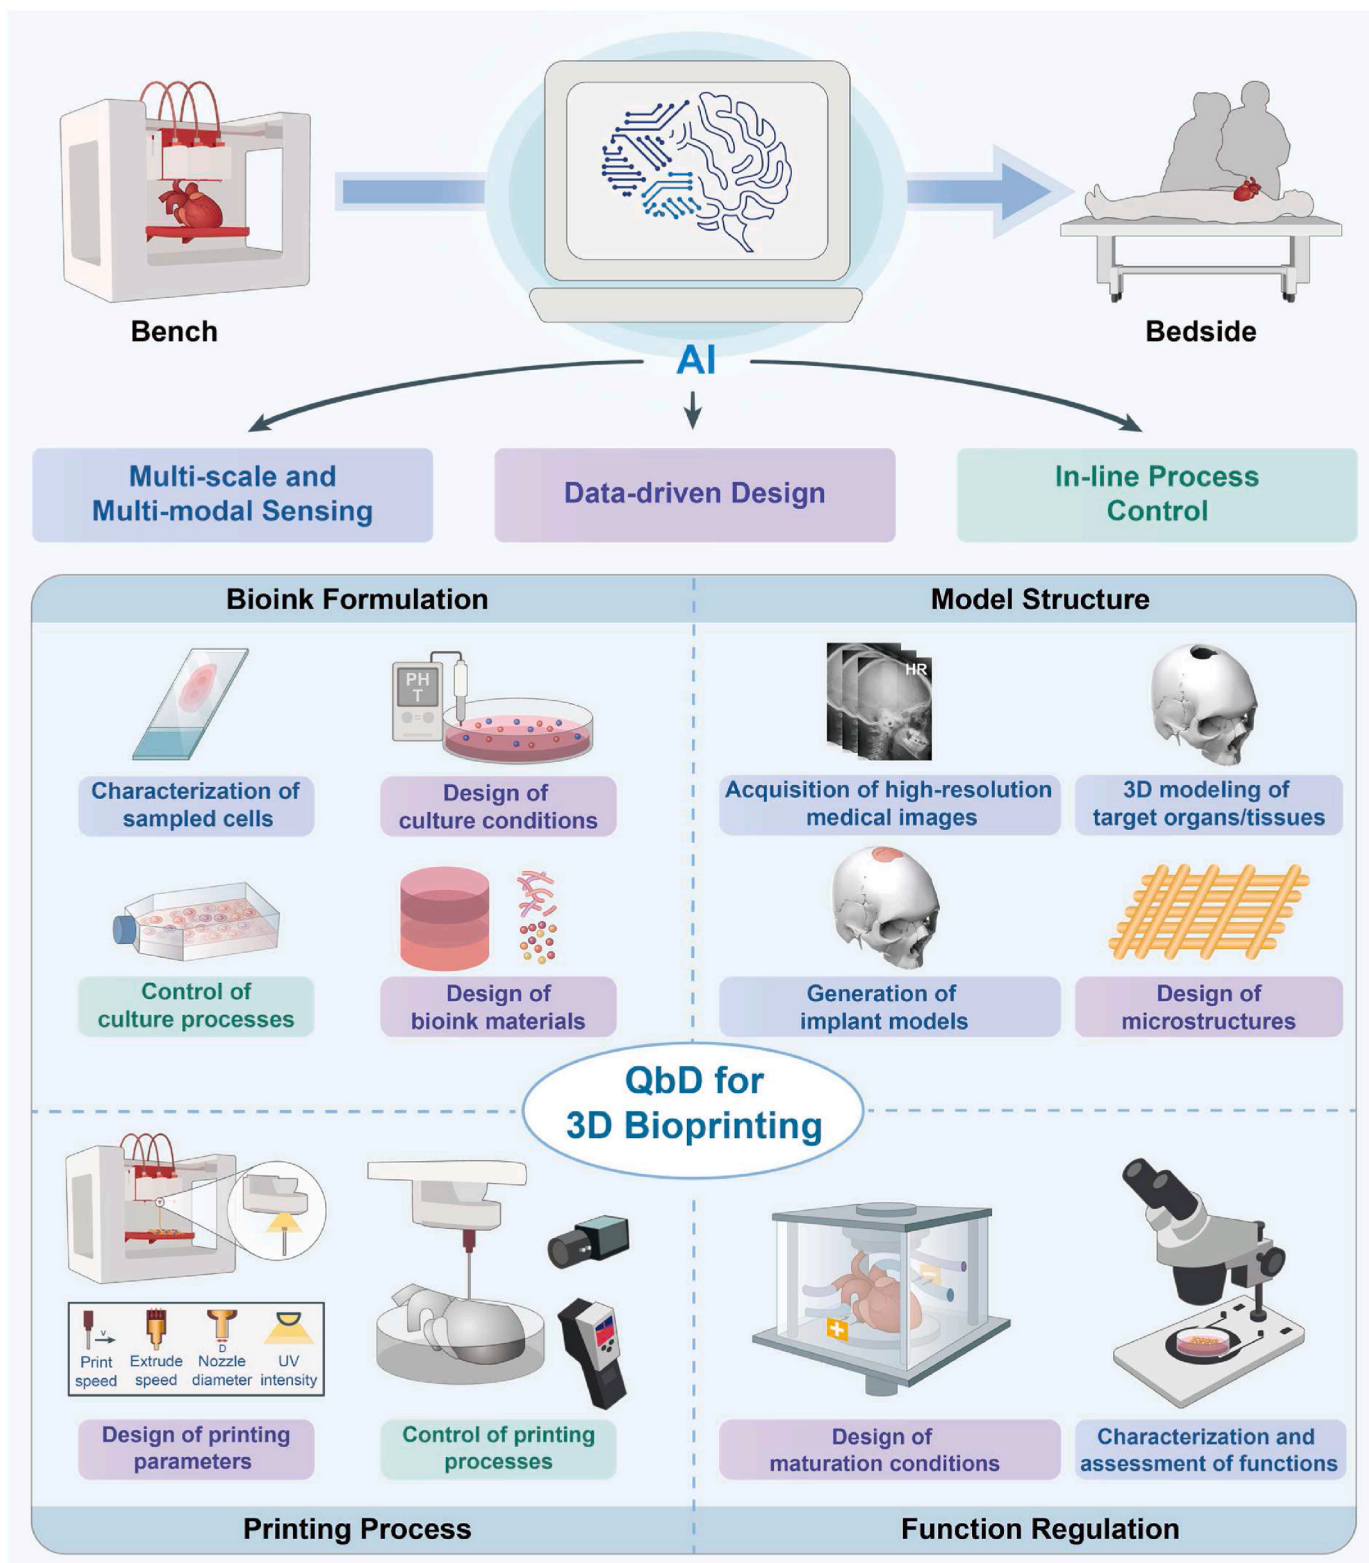 Bench
AI
Bedside
Multi-scale and
Multi-modal Sensing
Data-driven Design
In-line Process
Control
Bioink Formulation
PH
T
Characterization of
sampled cells
Design of
culture conditions
Control of
culture processes
Design of
bioink materials
Model Structure
HR
Acquisition of high-resolution
medical images
3D modeling of
target organs/tissues
Generation of
implant models
Design of
microstructures
QbD for
3D Bioprinting
v
Print
speed
Extrude
speed
D
Nozzle
diameter
UV
intensity
Design of printing
parameters
Control of printing
processes
Printing Process
Design of
maturation conditions
Characterization and
assessment of functions
Function Regulation